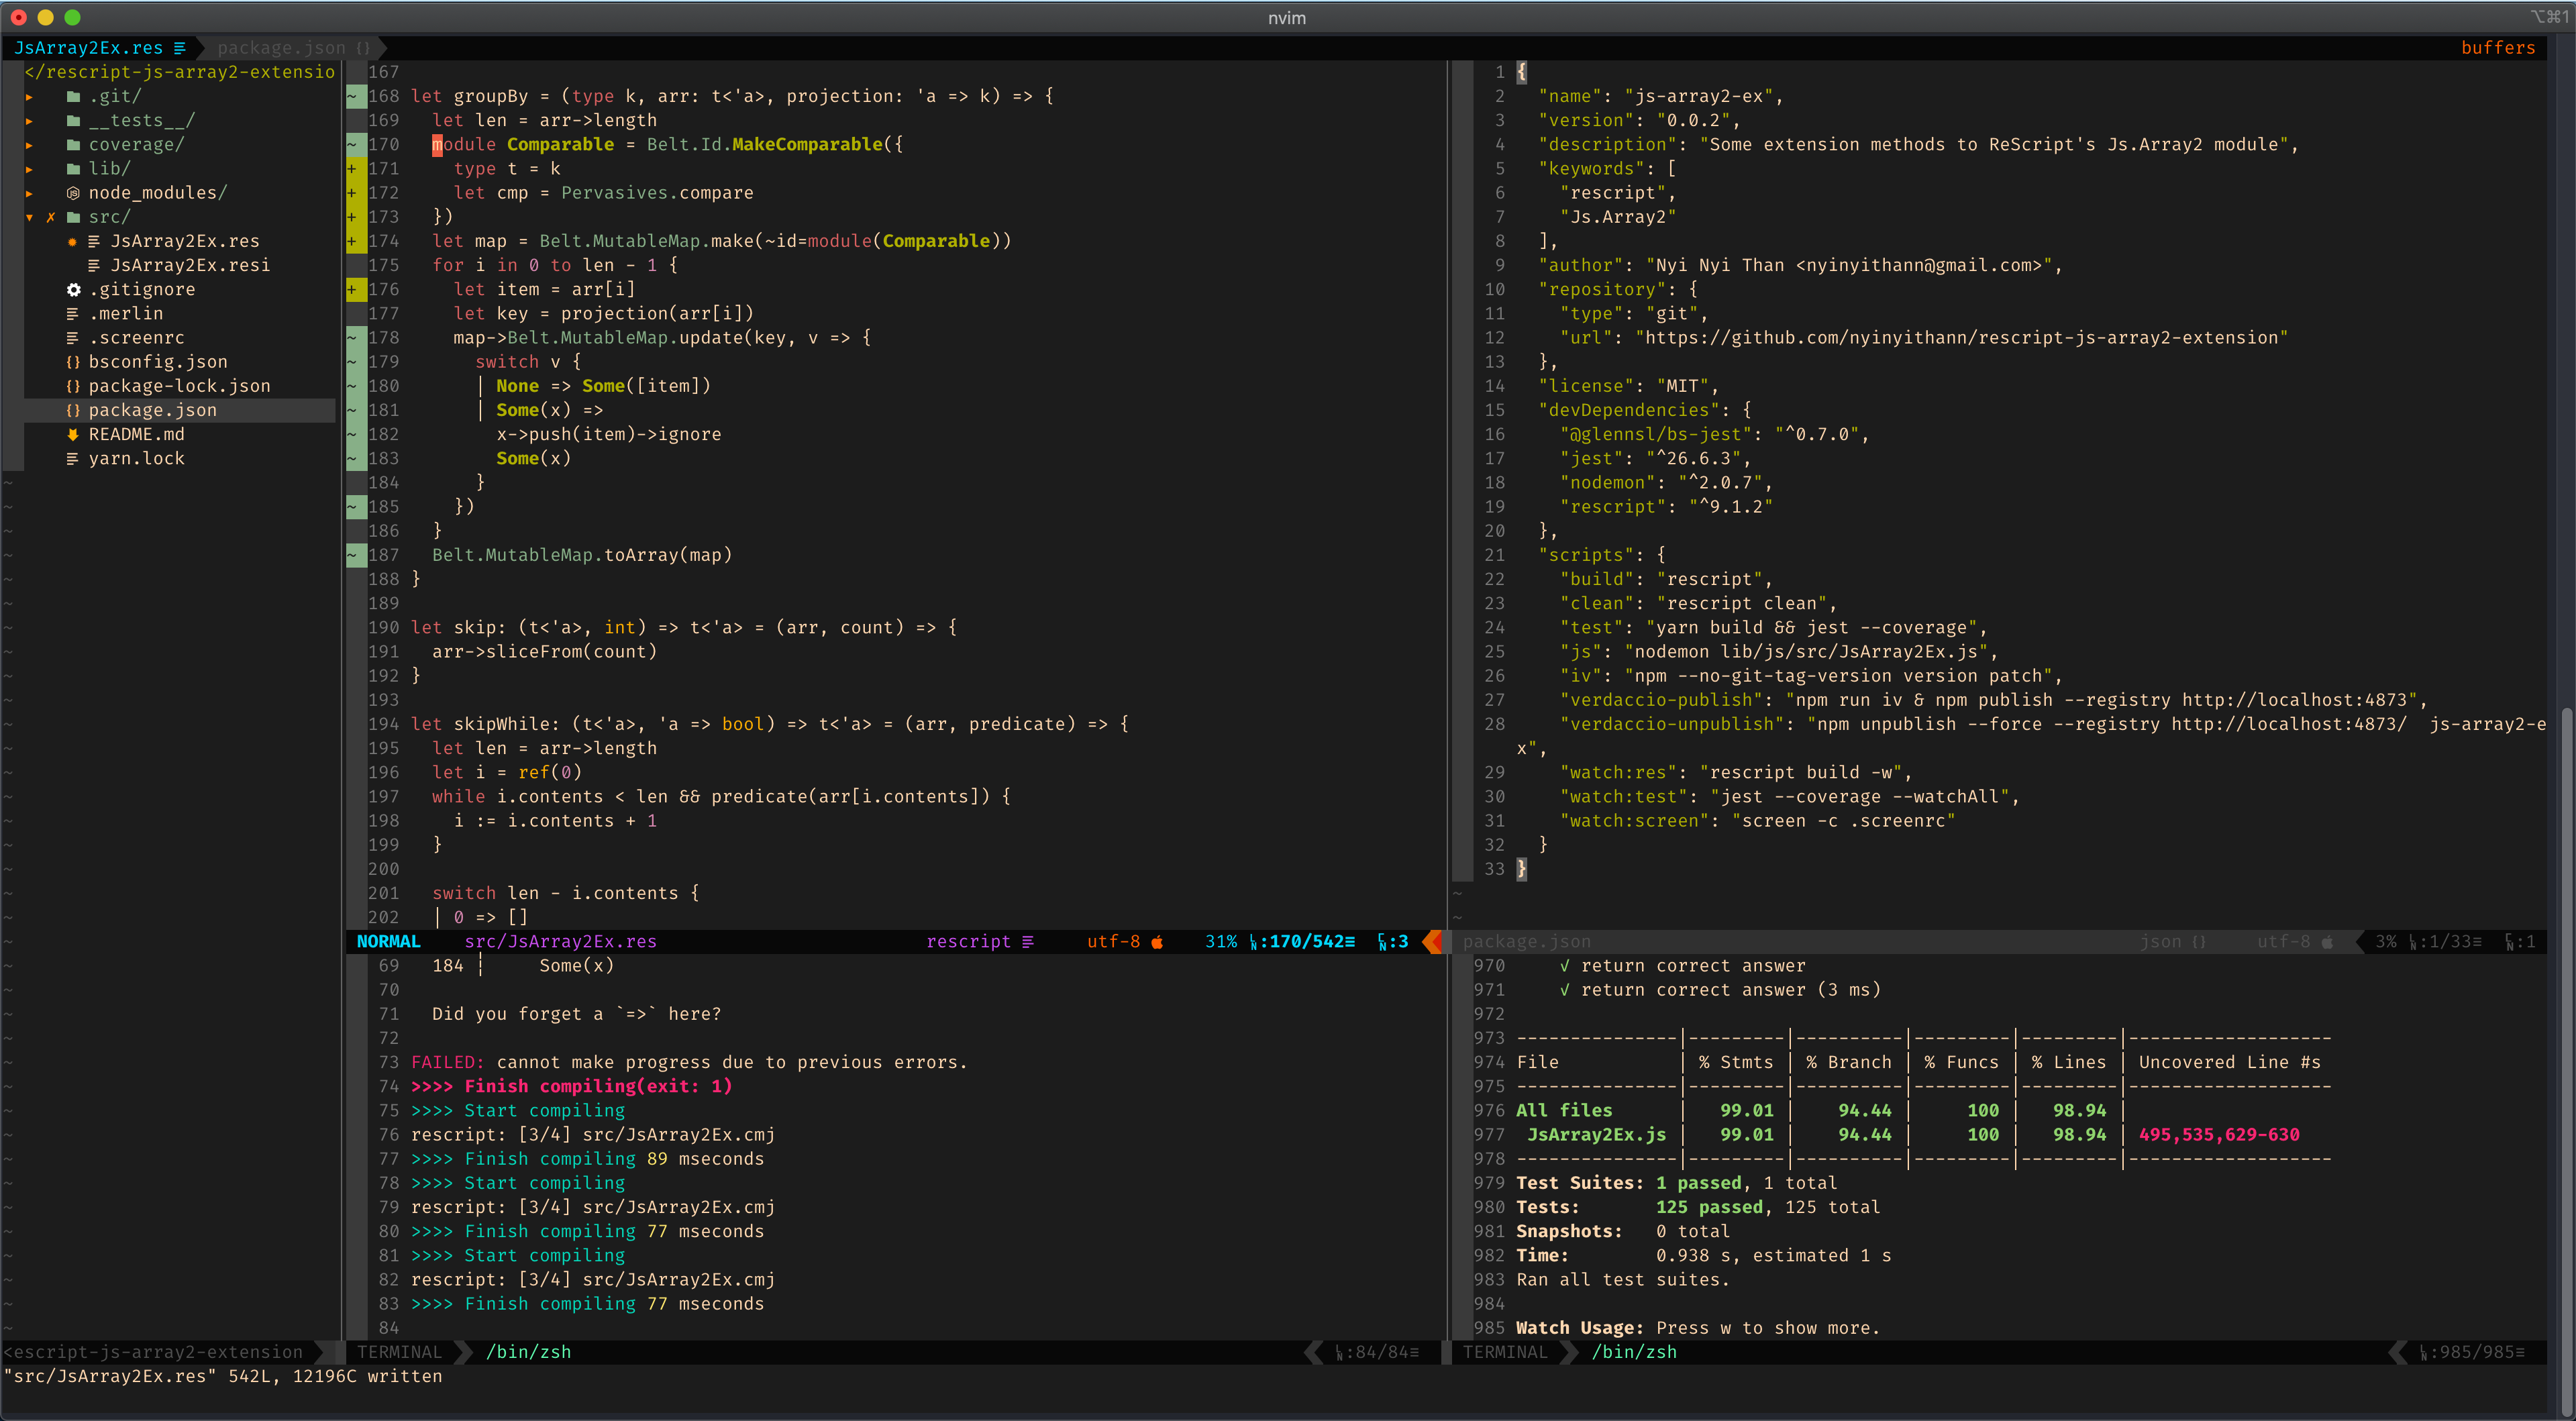 nvim
⌥⌘1
JsArray2Ex.res
package.json {}
buffers
</rescript-js-array2-extensio
▸ .git/
▸ __tests__/
▸ coverage/
▸ lib/
▸ node_modules/
▾ ✗ src/
JsArray2Ex.res
JsArray2Ex.resi
.gitignore
.merlin
.screenrc
{} bsconfig.json
{} package-lock.json
{} package.json
README.md
yarn.lock
<escript-js-array2-extension
167
~ 168 let groupBy = (type k, arr: t<'a>, projection: 'a => k) => {
169   let len = arr->length
~ 170   module Comparable = Belt.Id.MakeComparable({
+ 171     type t = k
+ 172     let cmp = Pervasives.compare
+ 173   })
+ 174   let map = Belt.MutableMap.make(~id=module(Comparable))
175   for i in 0 to len - 1 {
+ 176     let item = arr[i]
177     let key = projection(arr[i])
~ 178     map->Belt.MutableMap.update(key, v => {
~ 179       switch v {
~ 180       | None => Some([item])
~ 181       | Some(x) =>
~ 182         x->push(item)->ignore
~ 183         Some(x)
184       }
~ 185     })
186   }
~ 187   Belt.MutableMap.toArray(map)
188 }
189
190 let skip: (t<'a>, int) => t<'a> = (arr, count) => {
191   arr->sliceFrom(count)
192 }
193
194 let skipWhile: (t<'a>, 'a => bool) => t<'a> = (arr, predicate) => {
195   let len = arr->length
196   let i = ref(0)
197   while i.contents < len && predicate(arr[i.contents]) {
198     i := i.contents + 1
199   }
200
201   switch len - i.contents {
202   | 0 => []
NORMAL src/JsArray2Ex.res rescript utf-8 31% :170/542≡ :3
1 {
2   "name": "js-array2-ex",
3   "version": "0.0.2",
4   "description": "Some extension methods to ReScript's Js.Array2 module",
5   "keywords": [
6     "rescript",
7     "Js.Array2"
8   ],
9   "author": "Nyi Nyi Than <nyinyithann@gmail.com>",
10   "repository": {
11     "type": "git",
12     "url": "https://github.com/nyinyithann/rescript-js-array2-extension"
13   },
14   "license": "MIT",
15   "devDependencies": {
16     "@glennsl/bs-jest": "^0.7.0",
17     "jest": "^26.6.3",
18     "nodemon": "^2.0.7",
19     "rescript": "^9.1.2"
20   },
21   "scripts": {
22     "build": "rescript",
23     "clean": "rescript clean",
24     "test": "yarn build && jest --coverage",
25     "js": "nodemon lib/js/src/JsArray2Ex.js",
26     "iv": "npm --no-git-tag-version version patch",
27     "verdaccio-publish": "npm run iv & npm publish --registry http://localhost:4873",
28     "verdaccio-unpublish": "npm unpublish --force --registry http://localhost:4873/  js-array2-e
x",
29     "watch:res": "rescript build -w",
30     "watch:test": "jest --coverage --watchAll",
31     "watch:screen": "screen -c .screenrc"
32   }
33 }
package.json json {} utf-8 3% :1/33≡ :1
69   184 ┆     Some(x)
70
71   Did you forget a `=>` here?
72
73 FAILED: cannot make progress due to previous errors.
74 >>>> Finish compiling(exit: 1)
75 >>>> Start compiling
76 rescript: [3/4] src/JsArray2Ex.cmj
77 >>>> Finish compiling 89 mseconds
78 >>>> Start compiling
79 rescript: [3/4] src/JsArray2Ex.cmj
80 >>>> Finish compiling 77 mseconds
81 >>>> Start compiling
82 rescript: [3/4] src/JsArray2Ex.cmj
83 >>>> Finish compiling 77 mseconds
84
TERMINAL /bin/zsh :84/84≡
970     √ return correct answer
971     √ return correct answer (3 ms)
972
973 ---------------|---------|----------|---------|---------|-------------------
974 File           | % Stmts | % Branch | % Funcs | % Lines | Uncovered Line #s
975 ---------------|---------|----------|---------|---------|-------------------
976 All files      |   99.01 |    94.44 |     100 |   98.94 |
977  JsArray2Ex.js |   99.01 |    94.44 |     100 |   98.94 | 495,535,629-630
978 ---------------|---------|----------|---------|---------|-------------------
979 Test Suites: 1 passed, 1 total
980 Tests:       125 passed, 125 total
981 Snapshots:   0 total
982 Time:        0.938 s, estimated 1 s
983 Ran all test suites.
984
985 Watch Usage: Press w to show more.
TERMINAL /bin/zsh :985/985≡
"src/JsArray2Ex.res" 542L, 12196C written